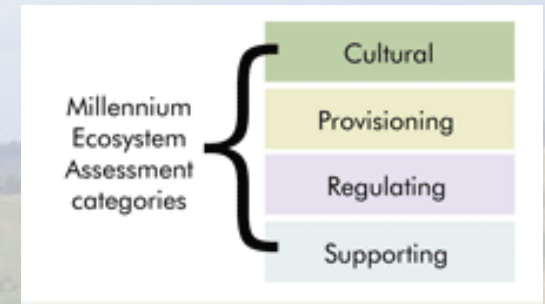 Millennium
Ecosystem
Assessment
categories
Cultural
Provisioning
Regulating
Supporting